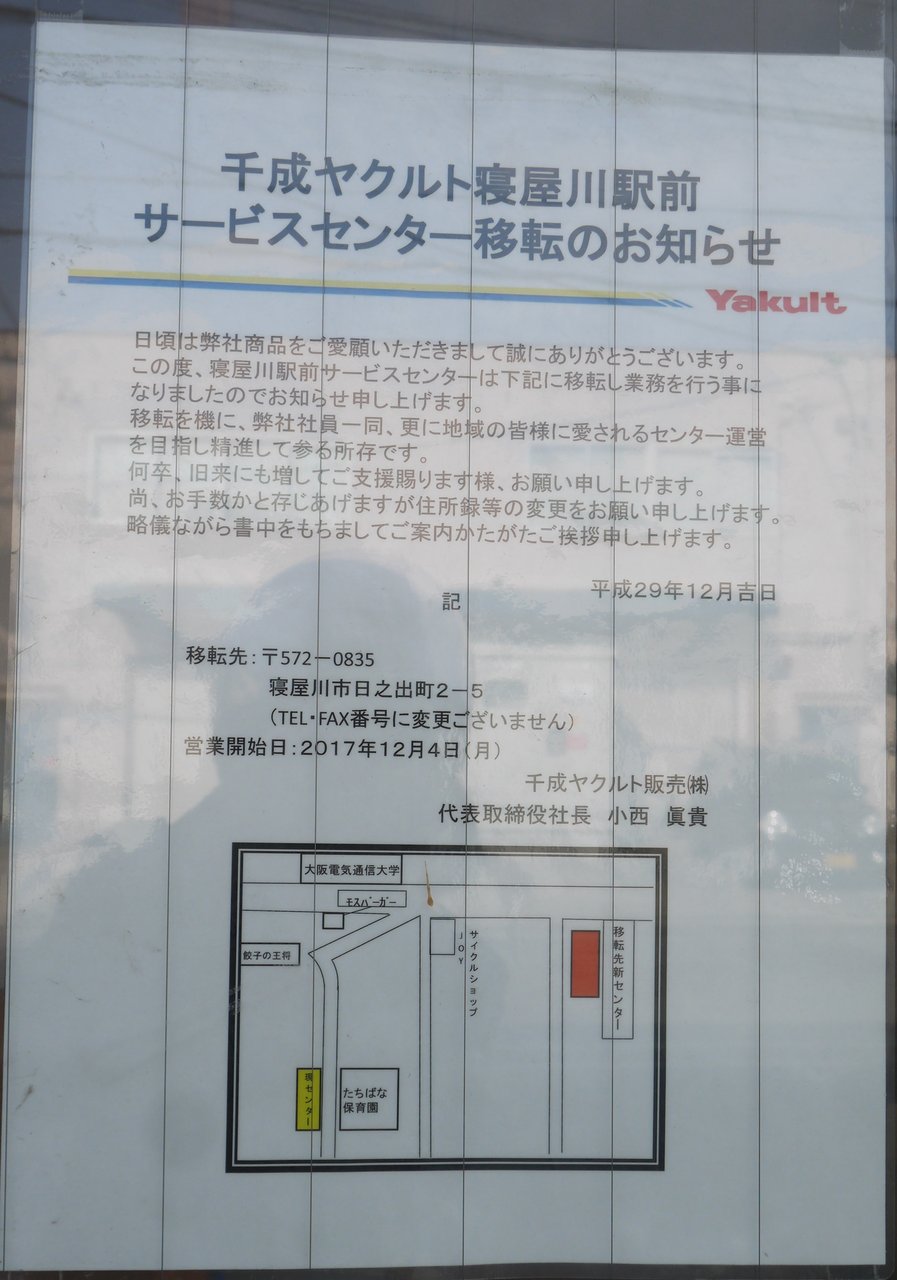 千成ヤクルト寝屋川駅前
サービスセンター移転のお知らせ
Yakult
日頃は弊社商品をご愛顧いただきまして誠にありがとうございます。
この度、寝屋川駅前サービスセンターは下記に移転し業務を行う事に
なりましたのでお知らせ申し上げます。
移転を機に、弊社社員一同、更に地域の皆様に愛されるセンター運営
を目指し精進して参る所存です。
何卒、旧来にも増してご支援賜ります様、お願い申し上げます。
尚、お手数かと存じあげますが住所録等の変更をお願い申し上げます。
略儀ながら書中をもちましてご案内かたがたご挨拶申し上げます。
平成29年12月吉日
記
移転先:〒572－0835
寝屋川市日之出町2－5
（TEL・FAX番号に変更ございません）
営業開始日:2017年12月4日(月)
千成ヤクルト販売㈱
代表取締役社長　小西　眞貴
大阪電気通信大学
ﾓｽﾊﾞｰｶﾞｰ
餃子の王将
サイクルショップ
JOY
移転先新センター
現センター
たちばな
保育園